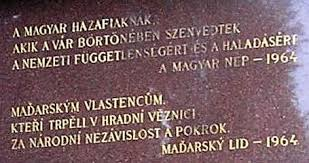 A MAGYAR HAZAFIAKNAK,
AKIK A VÁR BÖRTÖNÉBEN SZENVEDTEK
A NEMZETI FÜGGETLENSÉGÉRT ÉS A HALADÁSÉRT
A MAGYAR NÉP – 1964
MAĎARSKÝM VLASTENCŮM,
KTEŘÍ TRPĚLI V HRADNÍ VĚZNICI
ZA NÁRODNÍ NEZÁVISLOST A POKROK.
MAĎARSKÝ LID – 1964